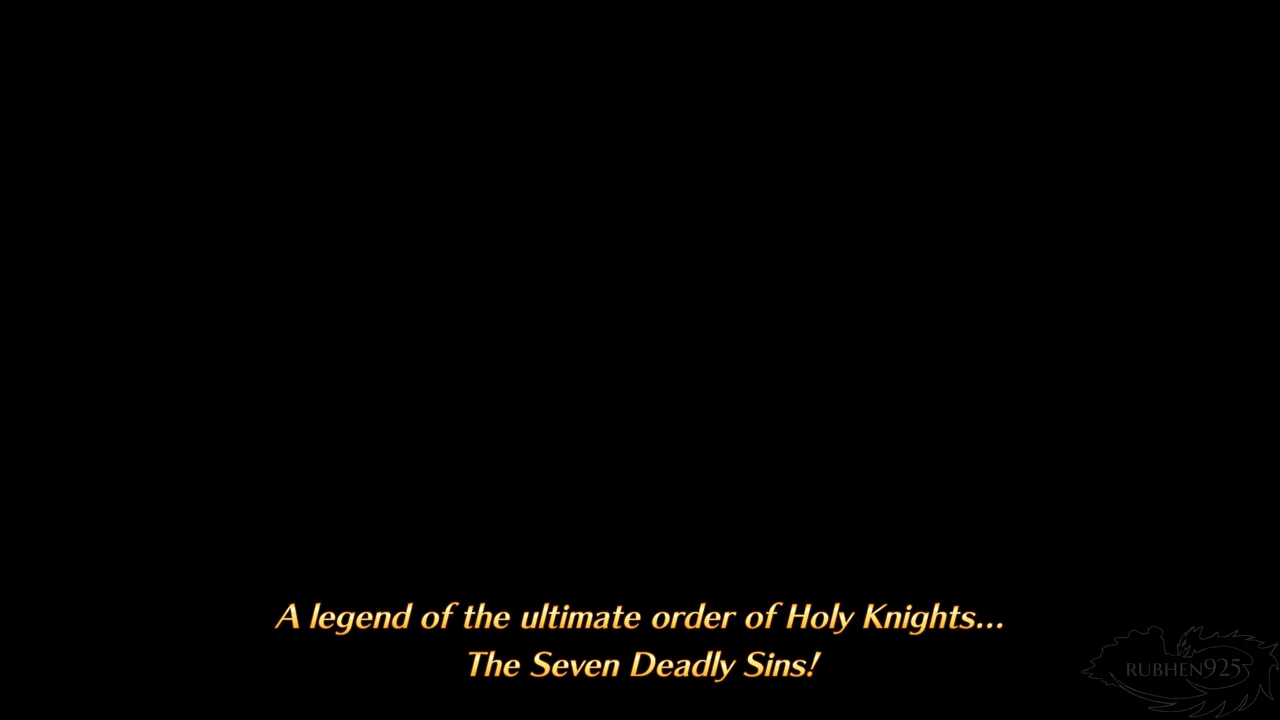 A legend of the ultimate order of Holy Knights...
The Seven Deadly Sins!
RUBHEN925